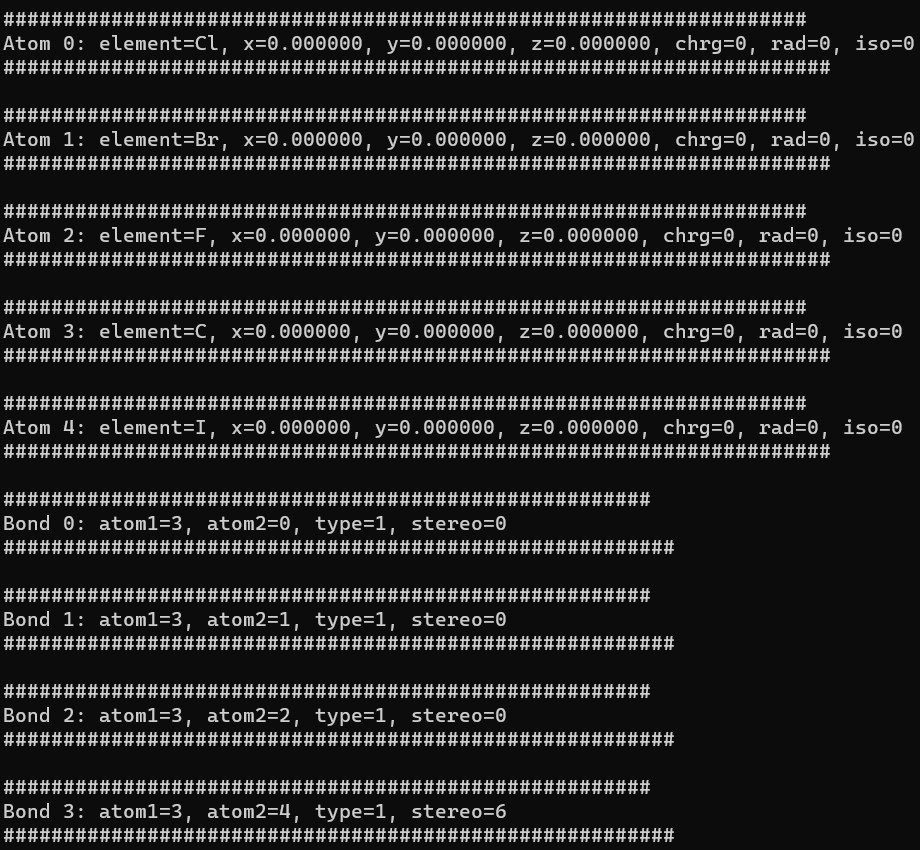 ###################################################################
Atom 0: element=Cl, x=0.000000, y=0.000000, z=0.000000, chrg=0, rad=0, iso=0
#####################################################################
###################################################################
Atom 1: element=Br, x=0.000000, y=0.000000, z=0.000000, chrg=0, rad=0, iso=0
#####################################################################
###################################################################
Atom 2: element=F, x=0.000000, y=0.000000, z=0.000000, chrg=0, rad=0, iso=0
#####################################################################
###################################################################
Atom 3: element=C, x=0.000000, y=0.000000, z=0.000000, chrg=0, rad=0, iso=0
#####################################################################
###################################################################
Atom 4: element=I, x=0.000000, y=0.000000, z=0.000000, chrg=0, rad=0, iso=0
#####################################################################
######################################################
Bond 0: atom1=3, atom2=0, type=1, stereo=0
########################################################
######################################################
Bond 1: atom1=3, atom2=1, type=1, stereo=0
########################################################
######################################################
Bond 2: atom1=3, atom2=2, type=1, stereo=0
########################################################
######################################################
Bond 3: atom1=3, atom2=4, type=1, stereo=6
########################################################